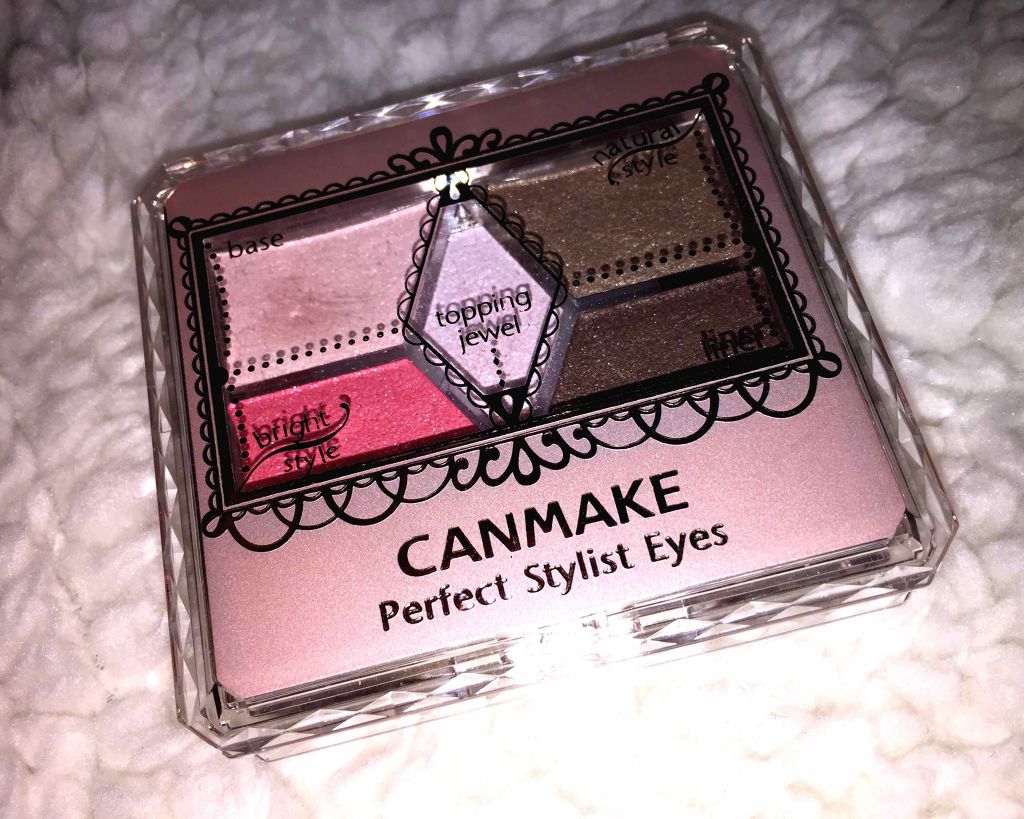 natural
style
base
topping
jewel
liner
bright
style
CANMAKE
Perfect Stylist Eyes